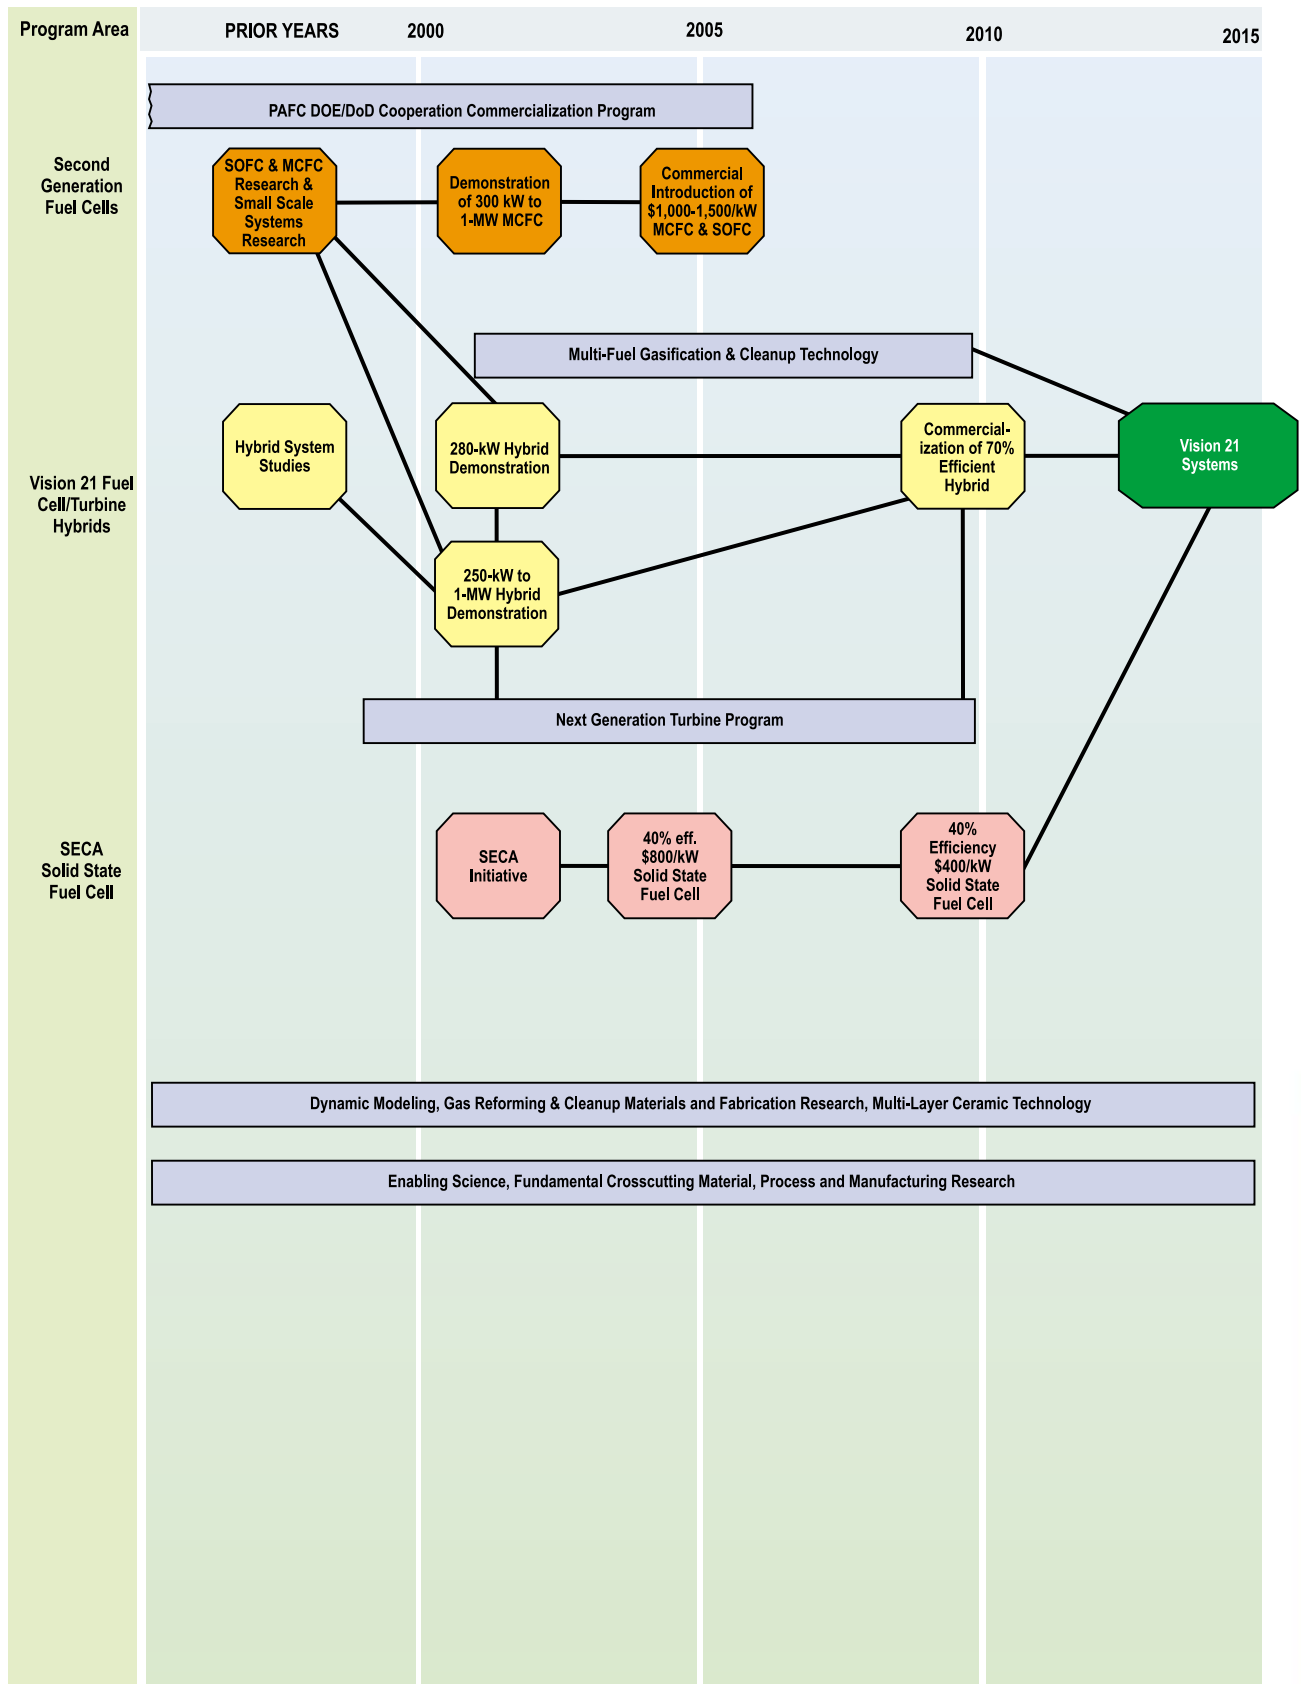 Program Area
PRIOR YEARS
2000
2005
2010
2015
PAFC DOE/DoD Cooperation Commercialization Program
Second
Generation
Fuel Cells
SOFC & MCFC
Research &
Small Scale
Systems
Research
Demonstration
of 300 kW to
1-MW MCFC
Commercial
Introduction of
$1,000-1,500/kW
MCFC & SOFC
Multi-Fuel Gasification & Cleanup Technology
Vision 21 Fuel
Cell/Turbine
Hybrids
Hybrid System
Studies
280-kW Hybrid
Demonstration
Commercial-
ization of 70%
Efficient
Hybrid
Vision 21
Systems
250-kW to
1-MW Hybrid
Demonstration
Next Generation Turbine Program
SECA
Solid State
Fuel Cell
SECA
Initiative
40% eff.
$800/kW
Solid State
Fuel Cell
40%
Efficiency
$400/kW
Solid State
Fuel Cell
Dynamic Modeling, Gas Reforming & Cleanup Materials and Fabrication Research, Multi-Layer Ceramic Technology
Enabling Science, Fundamental Crosscutting Material, Process and Manufacturing Research